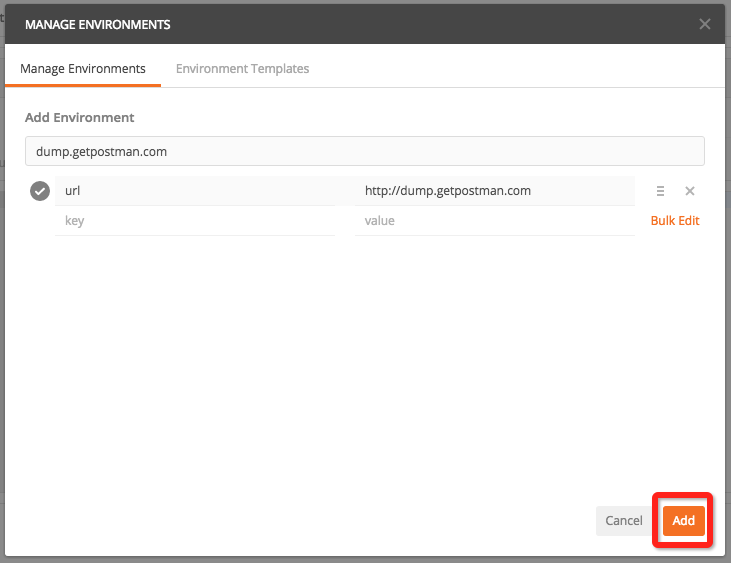 MANAGE ENVIRONMENTS
Manage Environments Environment Templates
Add Environment
dump.getpostman.com
url http://dump.getpostman.com
key value Bulk Edit
Cancel Add